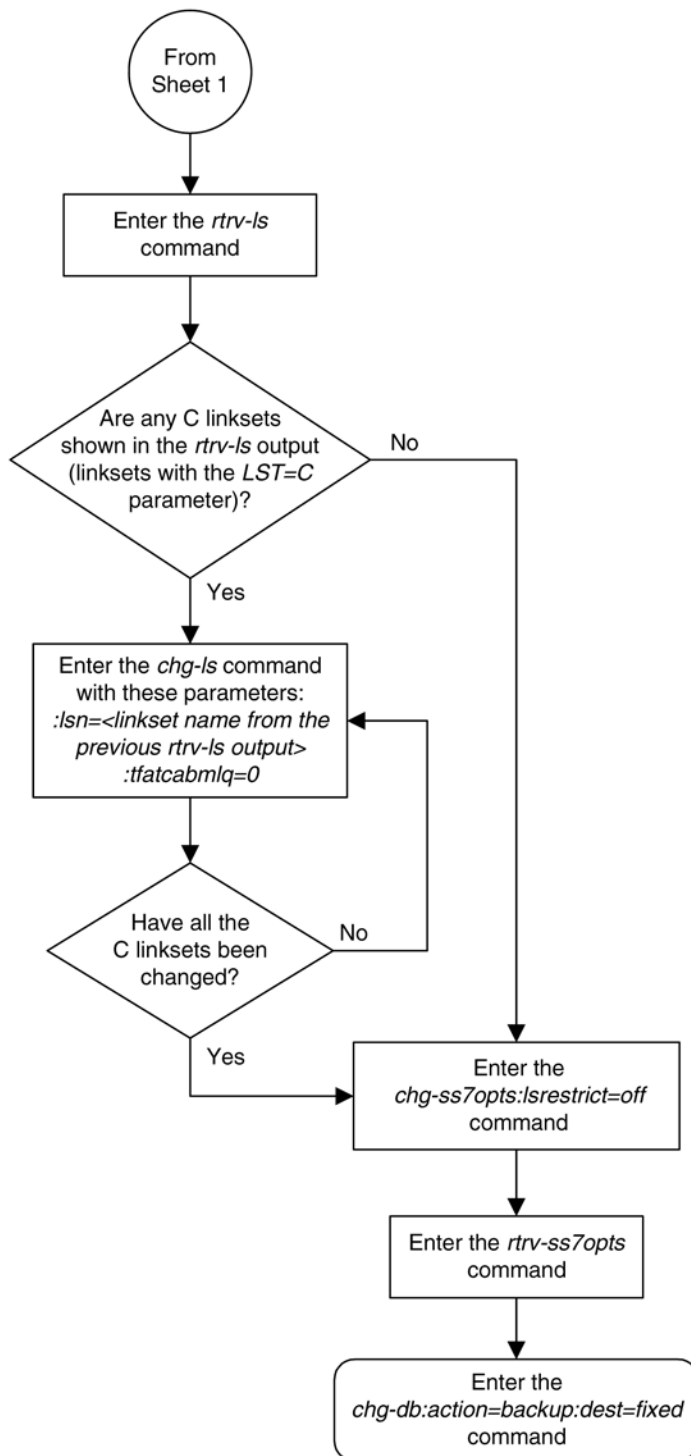 From
Sheet 1
Enter the rtrv-ls
command
Are any C linksets
shown in the rtrv-ls output
(linksets with the LST=C
parameter)?
No
Yes
Enter the chg-ls command
with these parameters:
:lsn=<linkset name from the
previous rtrv-ls output>
:tfatcabmlq=0
Have all the
C linksets been
changed?
No
Yes
Enter the
chg-ss7opts:lsrestrict=off
command
Enter the rtrv-ss7opts
command
Enter the
chg-db:action=backup:dest=fixed
command